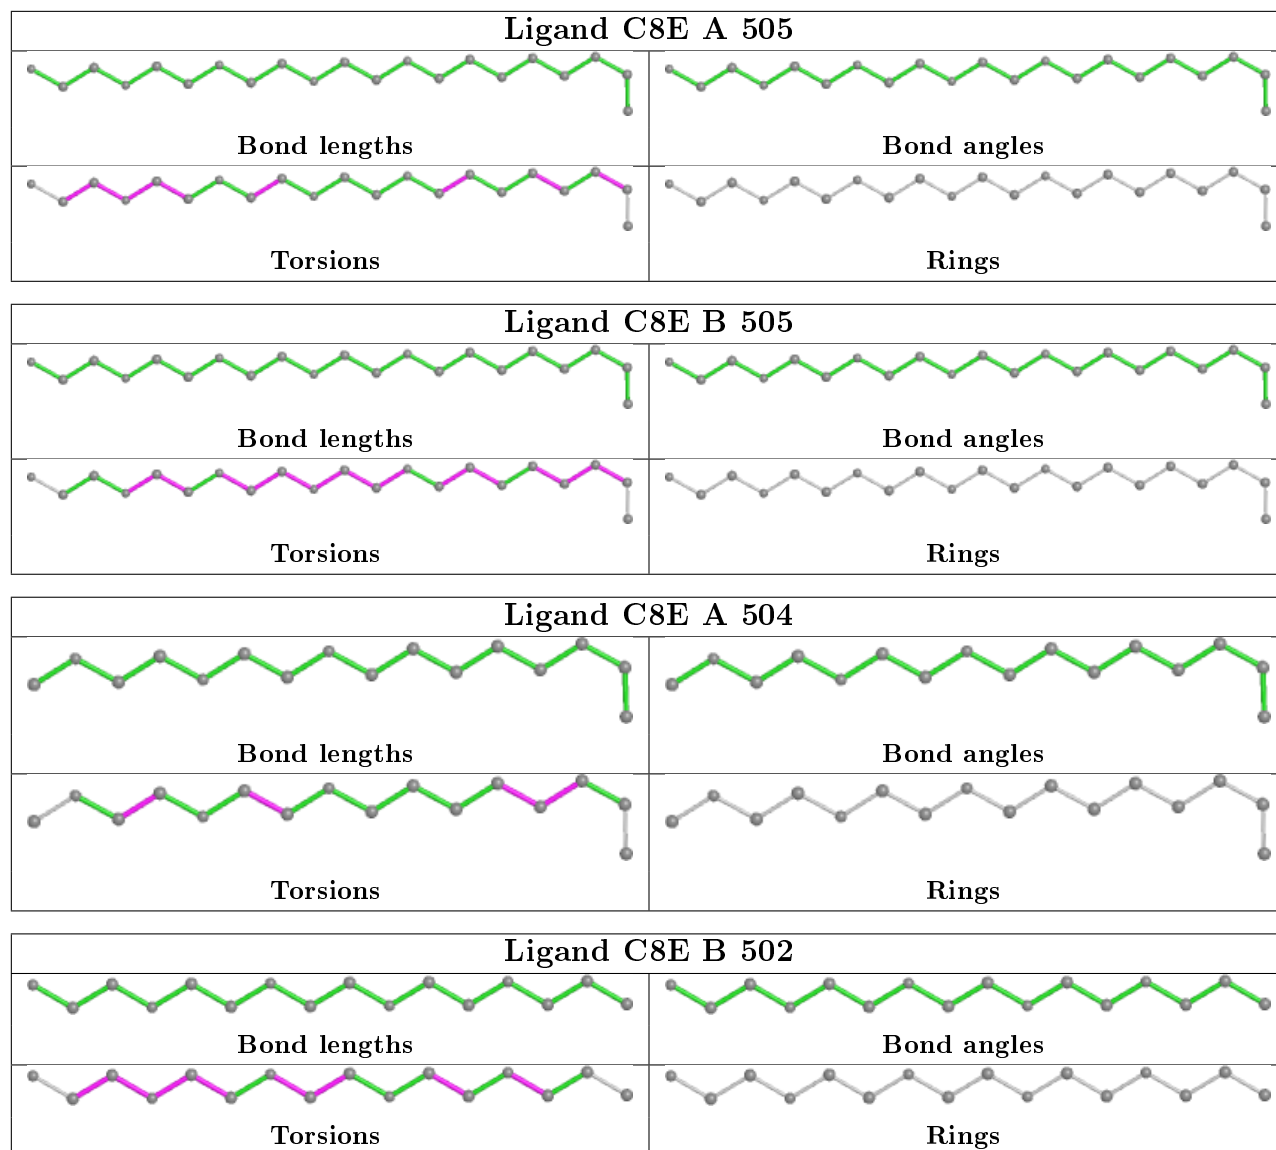 Ligand C8E A 505
Bond lengths Bond angles
Torsions Rings
Ligand C8E B 505
Bond lengths Bond angles
Torsions Rings
Ligand C8E A 504
Bond lengths Bond angles
Torsions Rings
Ligand C8E B 502
Bond lengths Bond angles
Torsions Rings